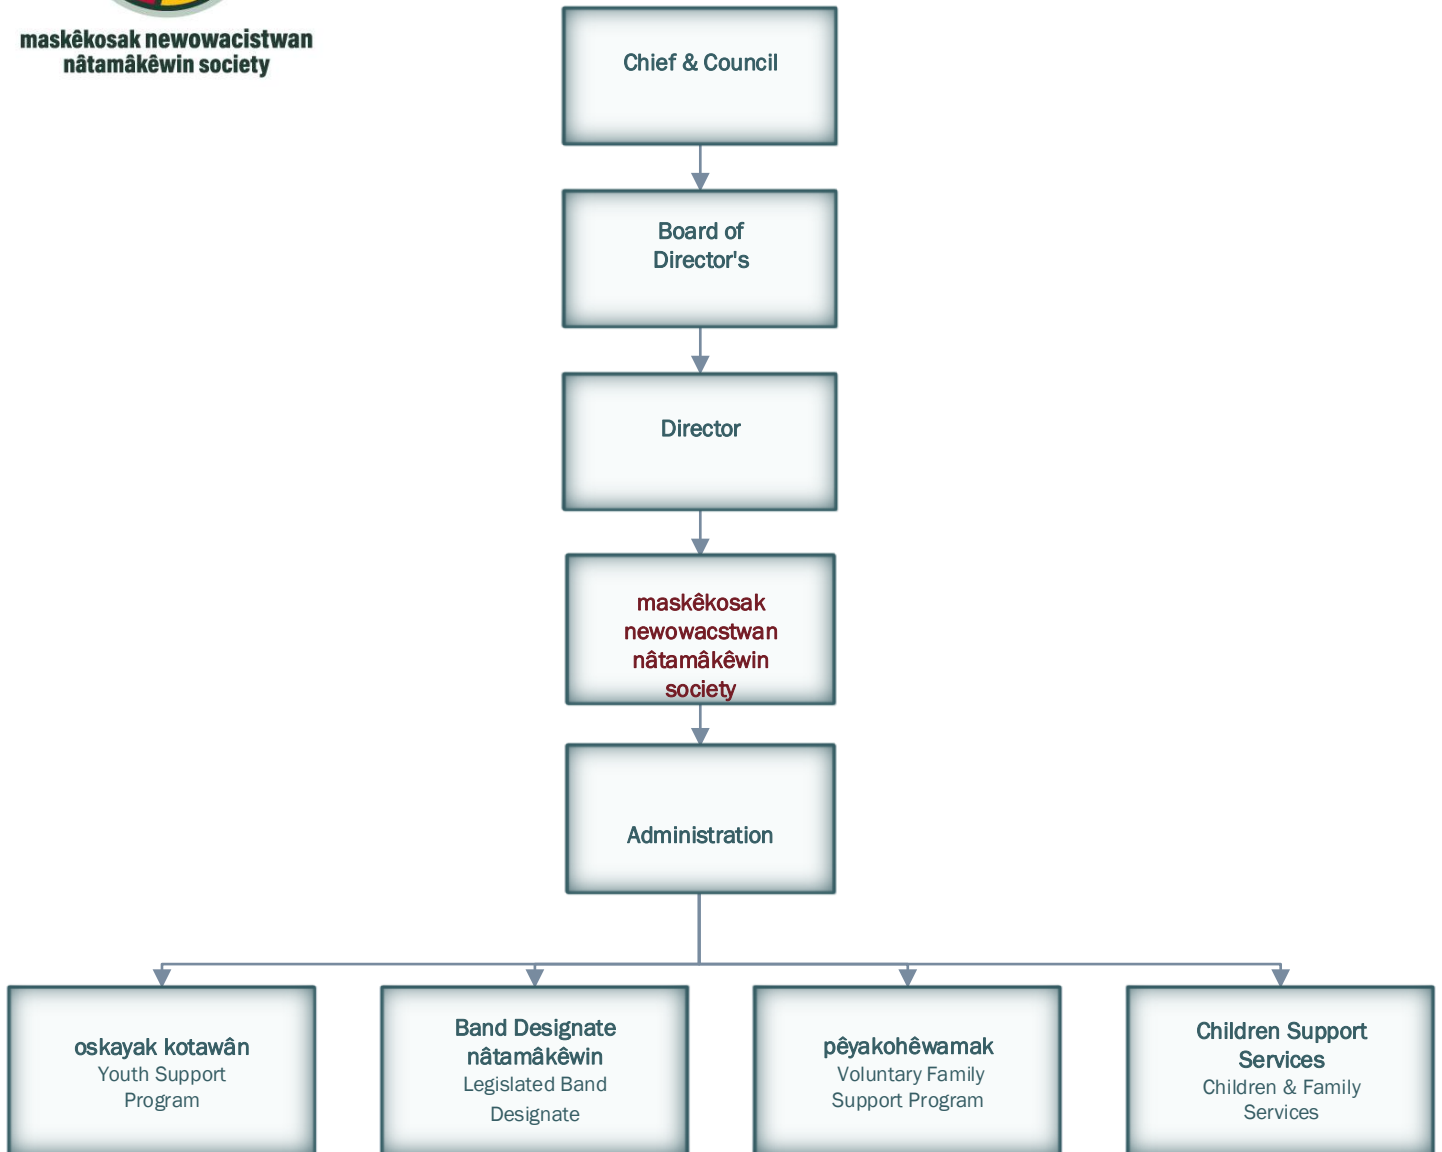 maskêkosak newowacistwan
nâtamâkêwin society
Chief & Council
Board of
Director's
Director
maskêkosak
newowacstwan
nâtamâkêwin
society
Administration
oskayak kotawân
Youth Support
Program
Band Designate
nâtamâkêwin
Legislated Band
Designate
pêyakohêwamak
Voluntary Family
Support Program
Children Support
Services
Children & Family
Services